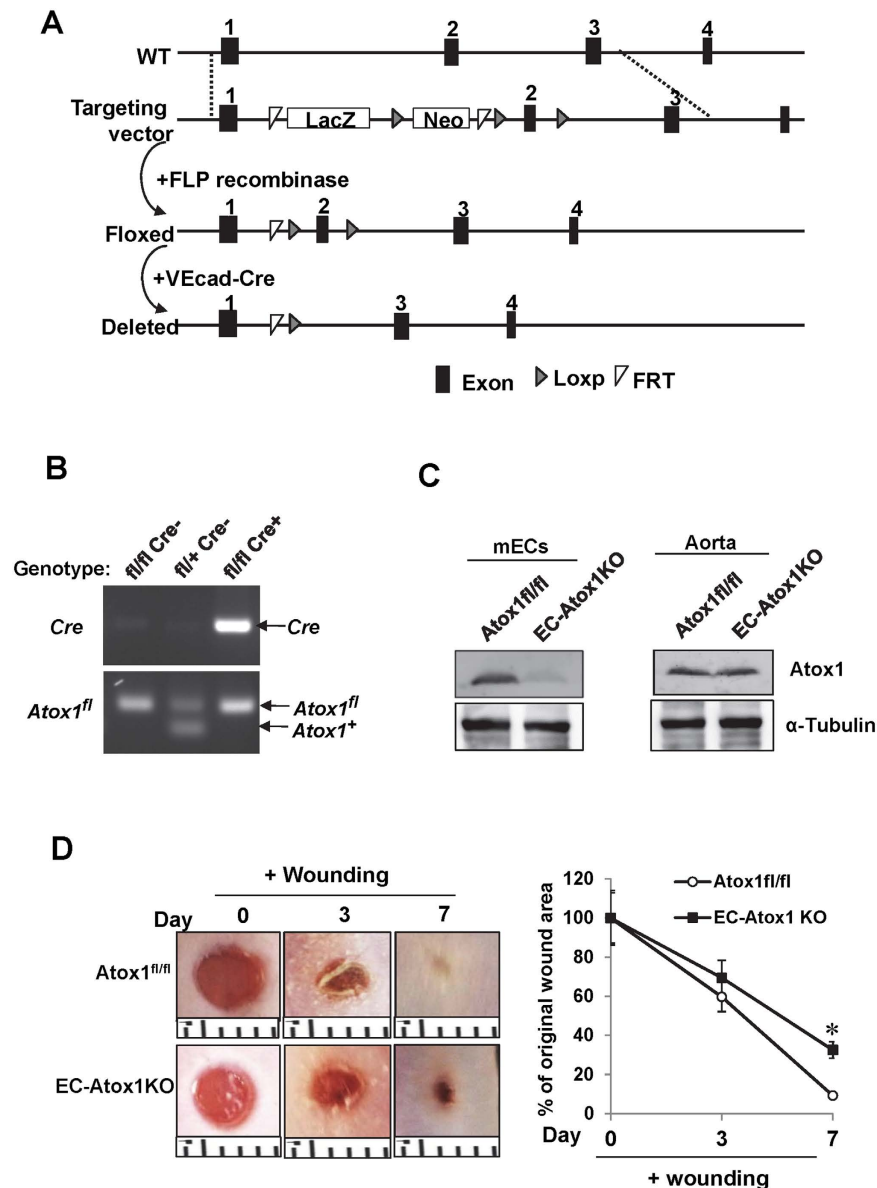 A
WT
1 2 3 4
Targeting vector
1 LacZ Neo 2 3
+FLP recombinase
Floxed
1 2 3 4
+VEcad-Cre
Deleted
1 3 4
Exon Loxp FRT
B
Genotype: fl/fl Cre- fl/+ Cre- fl/fl Cre+
Cre Cre
Atox1fl Atox1fl
Atox1+
C
mECs Aorta
Atox1fl/fl EC-Atox1KO Atox1fl/fl EC-Atox1KO
Atox1
α-Tubulin
D
+ Wounding
Day 0 3 7
Atox1fl/fl
EC-Atox1KO
% of original wound area
120
100
80
60
40
20
0
Atox1fl/fl
EC-Atox1 KO
*
Day 0 3 7
+ wounding